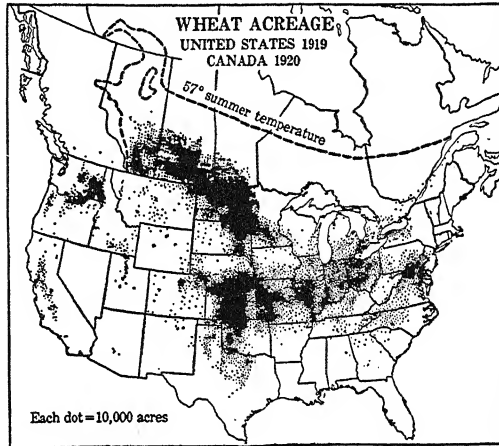 WHEAT ACREAGE
UNITED STATES 1919
CANADA 1920
57° summer temperature
Each dot=10,000 acres